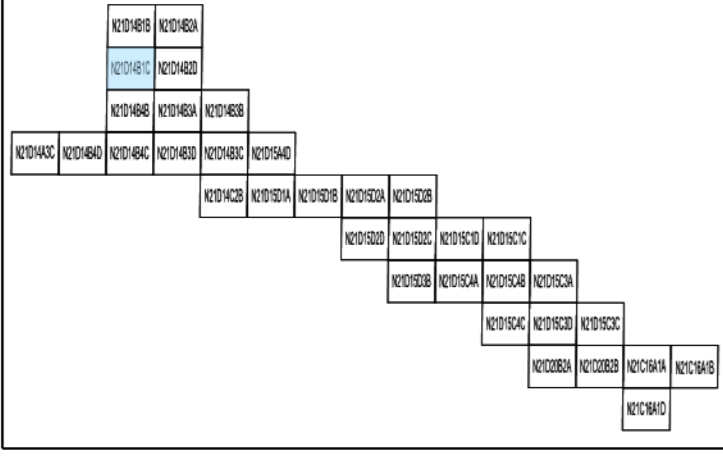 N21D14B1B N21D14B2A
N21D14B1C N21D14B2D
N21D14B4B N21D14B3A N21D14B3B
N21D14A3C N21D14B4D N21D14B4C N21D14B3D N21D14B3C N21D15A4D
N21D14C2B N21D15D1A N21D15D1B N21D15D2A N21D15D2B
N21D15D2D N21D15D2C N21D15C1D N21D15C1C
N21D15D3B N21D15C4A N21D15C4B N21D15C3A
N21D15C4C N21D15C3D N21D15C3C
N21D20B2A N21D20B2B N21C16A1A N21C16A1B
N21C16A1D